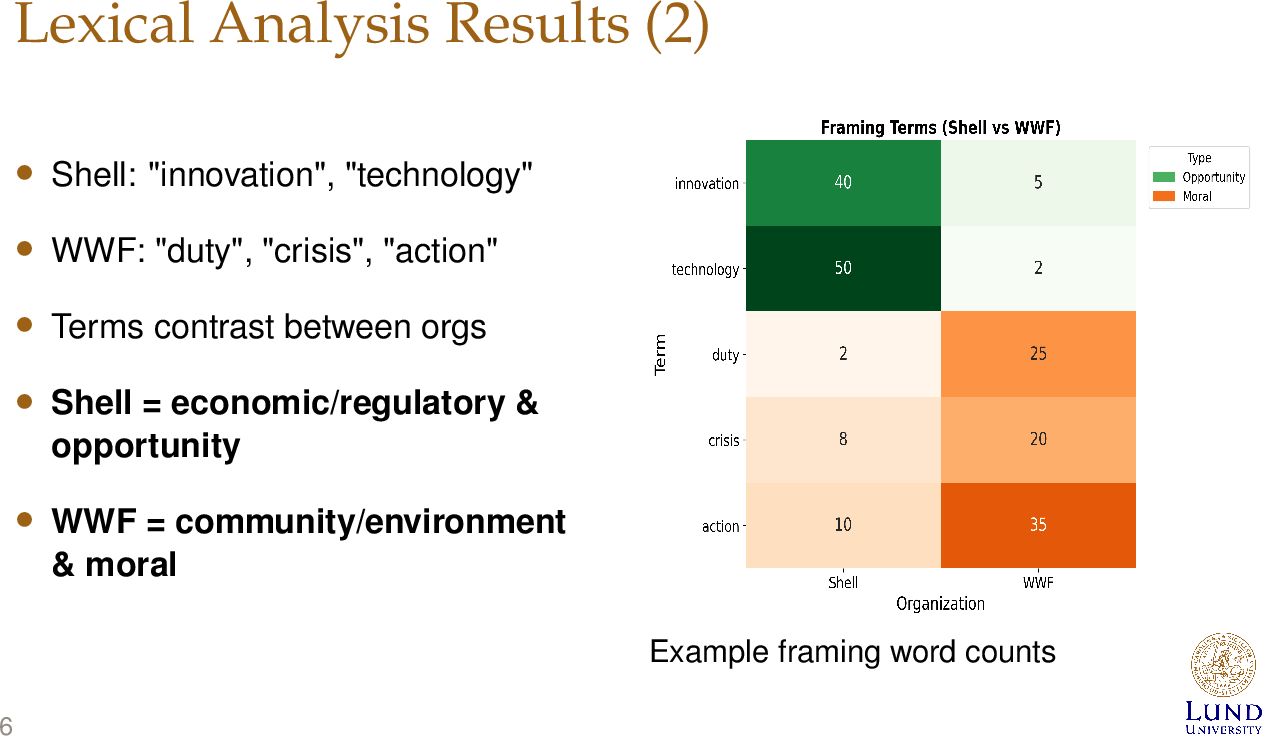 Lexical Analysis Results (2)
• Shell: "innovation", "technology"
• WWF: "duty", "crisis", "action"
• Terms contrast between orgs
• Shell = economic/regulatory &
opportunity
• WWF = community/environment
& moral
Framing Terms (Shell vs WWF)
Term
innovation 40 5
technology 50 2
duty 2 25
crisis 8 20
action 10 35
Shell WWF
Organization
Type
Opportunity
Moral
Example framing word counts
LUND
UNIVERSITY
6